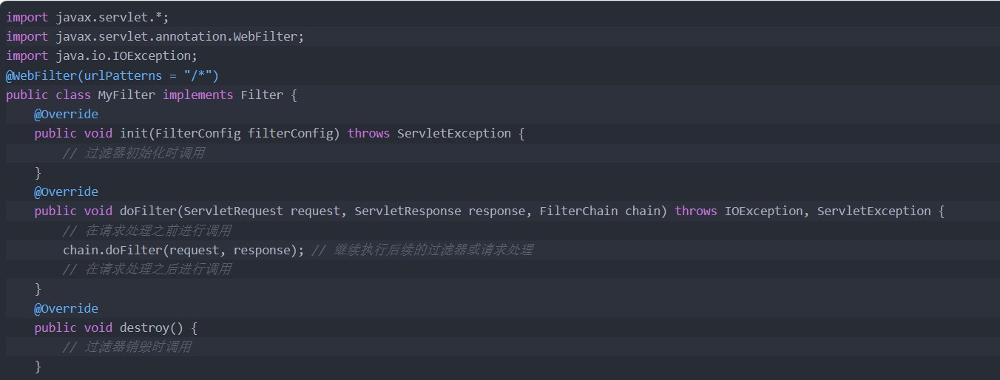 import javax.servlet.*;
import javax.servlet.annotation.WebFilter;
import java.io.IOException;
@WebFilter(urlPatterns = "/*")
public class MyFilter implements Filter {
    @Override
    public void init(FilterConfig filterConfig) throws ServletException {
        // 过滤器初始化时调用
    }
    @Override
    public void doFilter(ServletRequest request, ServletResponse response, FilterChain chain) throws IOException, ServletException {
        // 在请求处理之前进行调用
        chain.doFilter(request, response); // 继续执行后续的过滤器或请求处理
        // 在请求处理之后进行调用
    }
    @Override
    public void destroy() {
        // 过滤器销毁时调用
    }